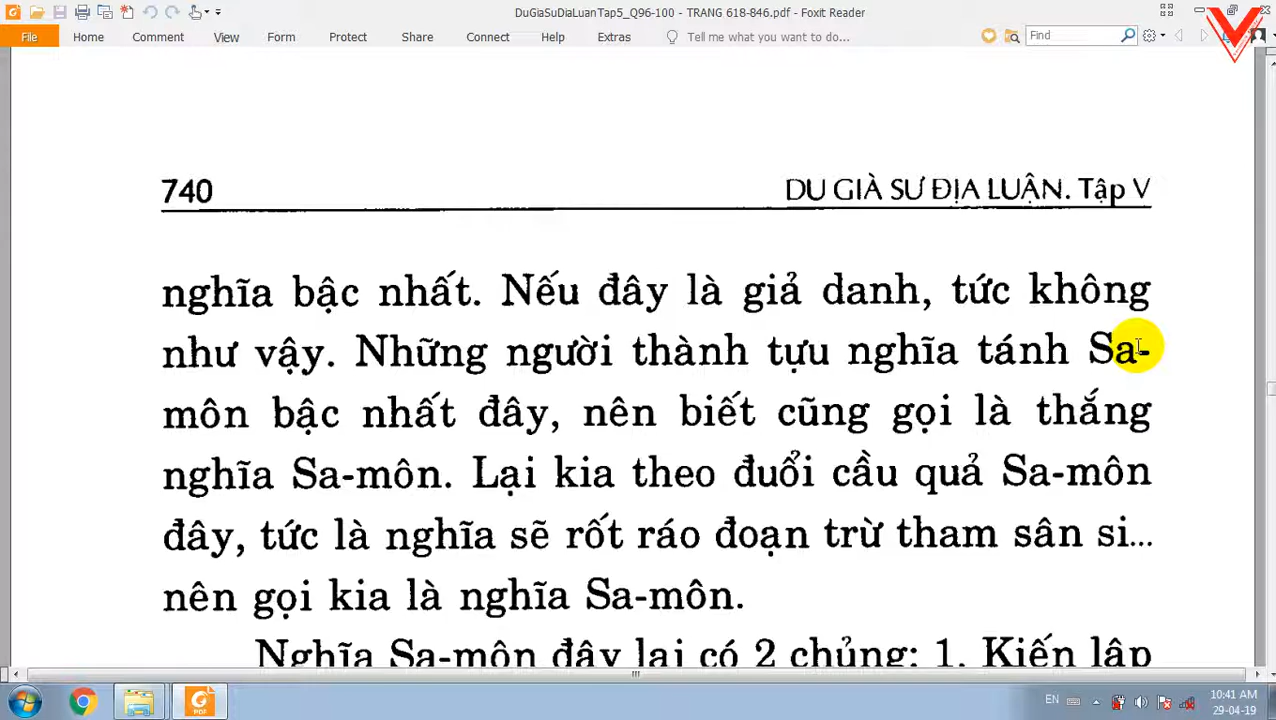 DuGiaSuDiaLuanTap5_Q96-100 - TRANG 618-846.pdf - Foxit Reader
File Home Comment View Form Protect Share Connect Help Extras Tell me what you want to do... Find
740 DU GIÀ SƯ ĐỊA LUẬN. Tập V
nghĩa bậc nhất. Nếu đây là giả danh, tức không
như vậy. Những người thành tựu nghĩa tánh Sa-
môn bậc nhất đây, nên biết cũng gọi là thắng
nghĩa Sa-môn. Lại kia theo đuổi cầu quả Sa-môn
đây, tức là nghĩa sẽ rốt ráo đoạn trừ tham sân si...
nên gọi kia là nghĩa Sa-môn.
Nghĩa Sa-môn đây lại có 2 chủng: 1. Kiến lập
EN 10:41 AM
29-04-19